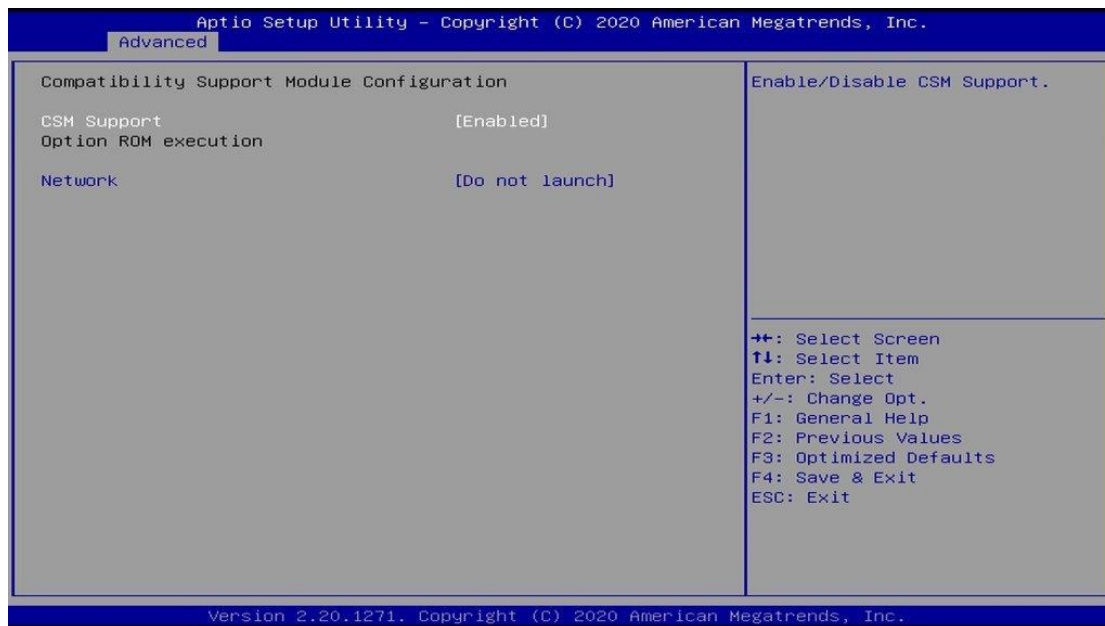 Aptio Setup Utility – Copyright (C) 2020 American Megatrends, Inc.
Advanced
Compatibility Support Module Configuration
CSM Support [Enabled]
Option ROM execution
Network [Do not launch]
Enable/Disable CSM Support.
→←: Select Screen
↑↓: Select Item
Enter: Select
+/-: Change Opt.
F1: General Help
F2: Previous Values
F3: Optimized Defaults
F4: Save & Exit
ESC: Exit
Version 2.20.1271. Copyright (C) 2020 American Megatrends, Inc.